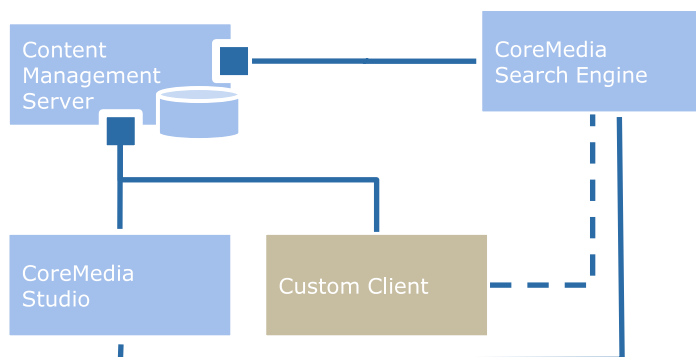 Content
Management
Server
CoreMedia
Search Engine
CoreMedia
Studio
Custom Client